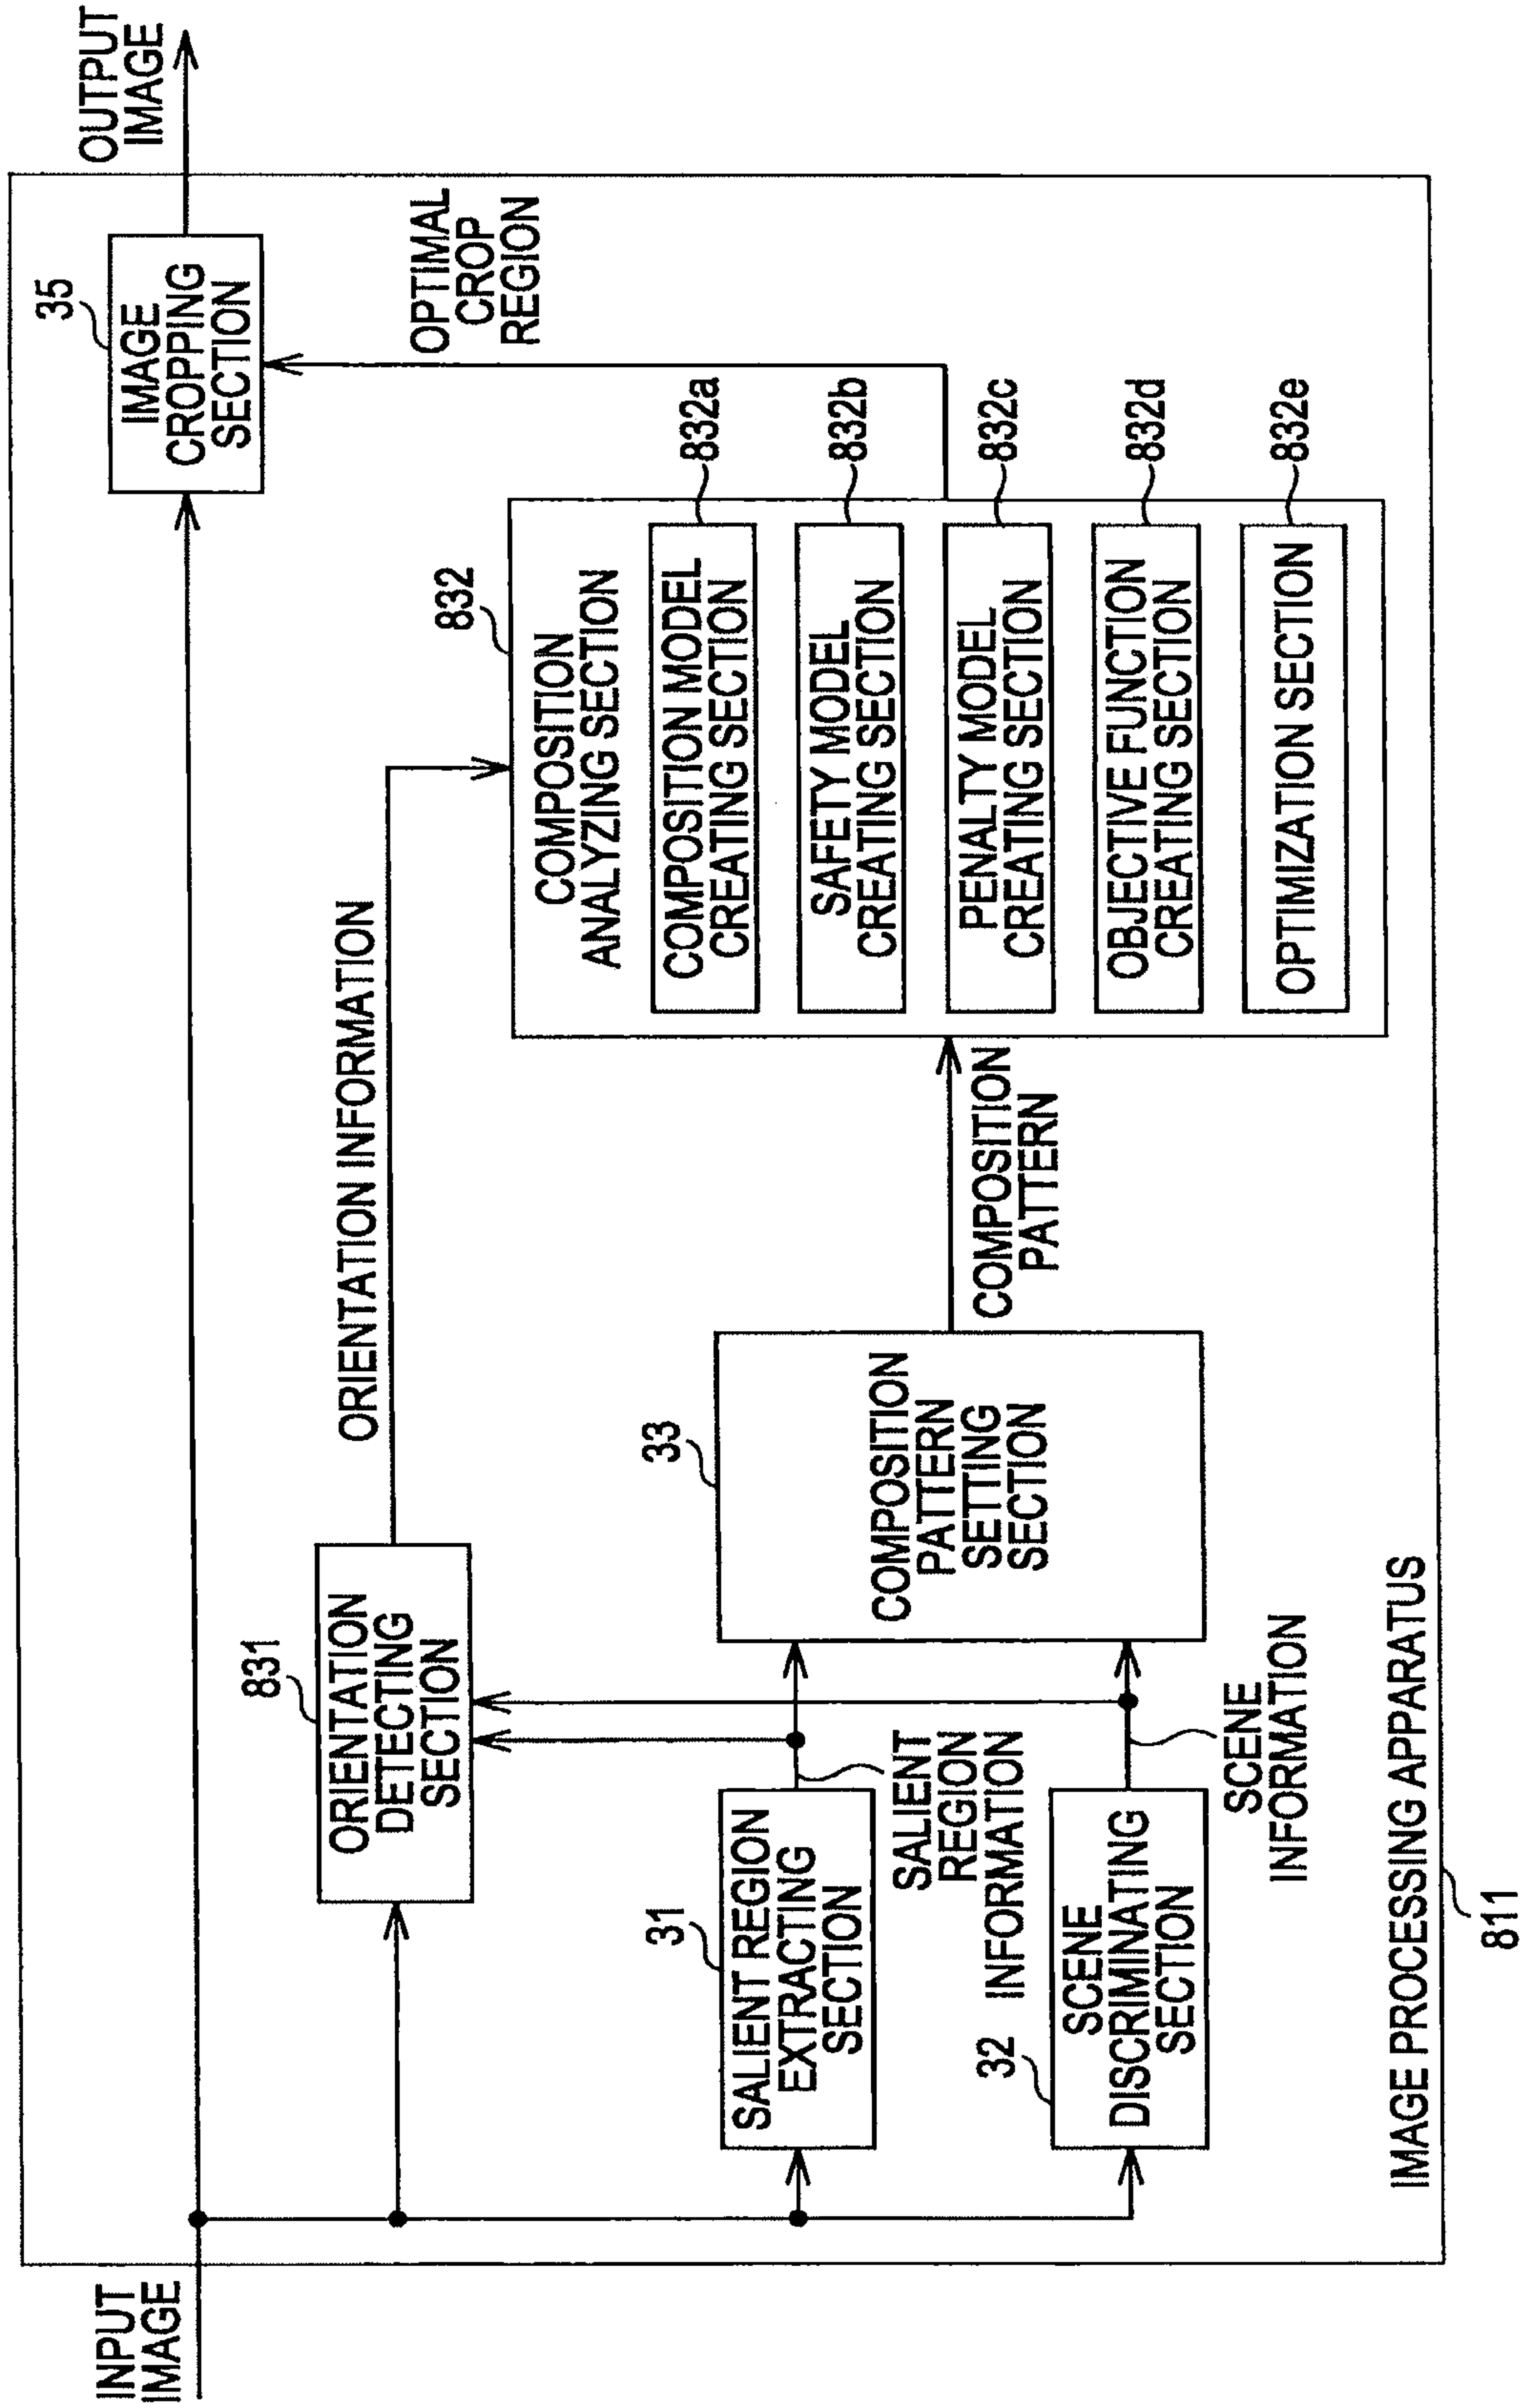 INPUT
IMAGE
OUTPUT
IMAGE
35
IMAGE
CROPPING
SECTION
OPTIMAL
CROP
REGION
ORIENTATION INFORMATION
831
ORIENTATION
DETECTING
SECTION
832
COMPOSITION
ANALYZING SECTION
COMPOSITION MODEL
CREATING SECTION
832a
SAFETY MODEL
CREATING SECTION
832b
PENALTY MODEL
CREATING SECTION
832c
OBJECTIVE FUNCTION
CREATING SECTION
832d
OPTIMIZATION SECTION
832e
31
SALIENT REGION
EXTRACTING
SECTION
SALIENT
REGION
INFORMATION
33
COMPOSITION
PATTERN
SETTING
SECTION
COMPOSITION
PATTERN
32
SCENE
DISCRIMINATING
SECTION
SCENE
INFORMATION
IMAGE PROCESSING APPARATUS
811